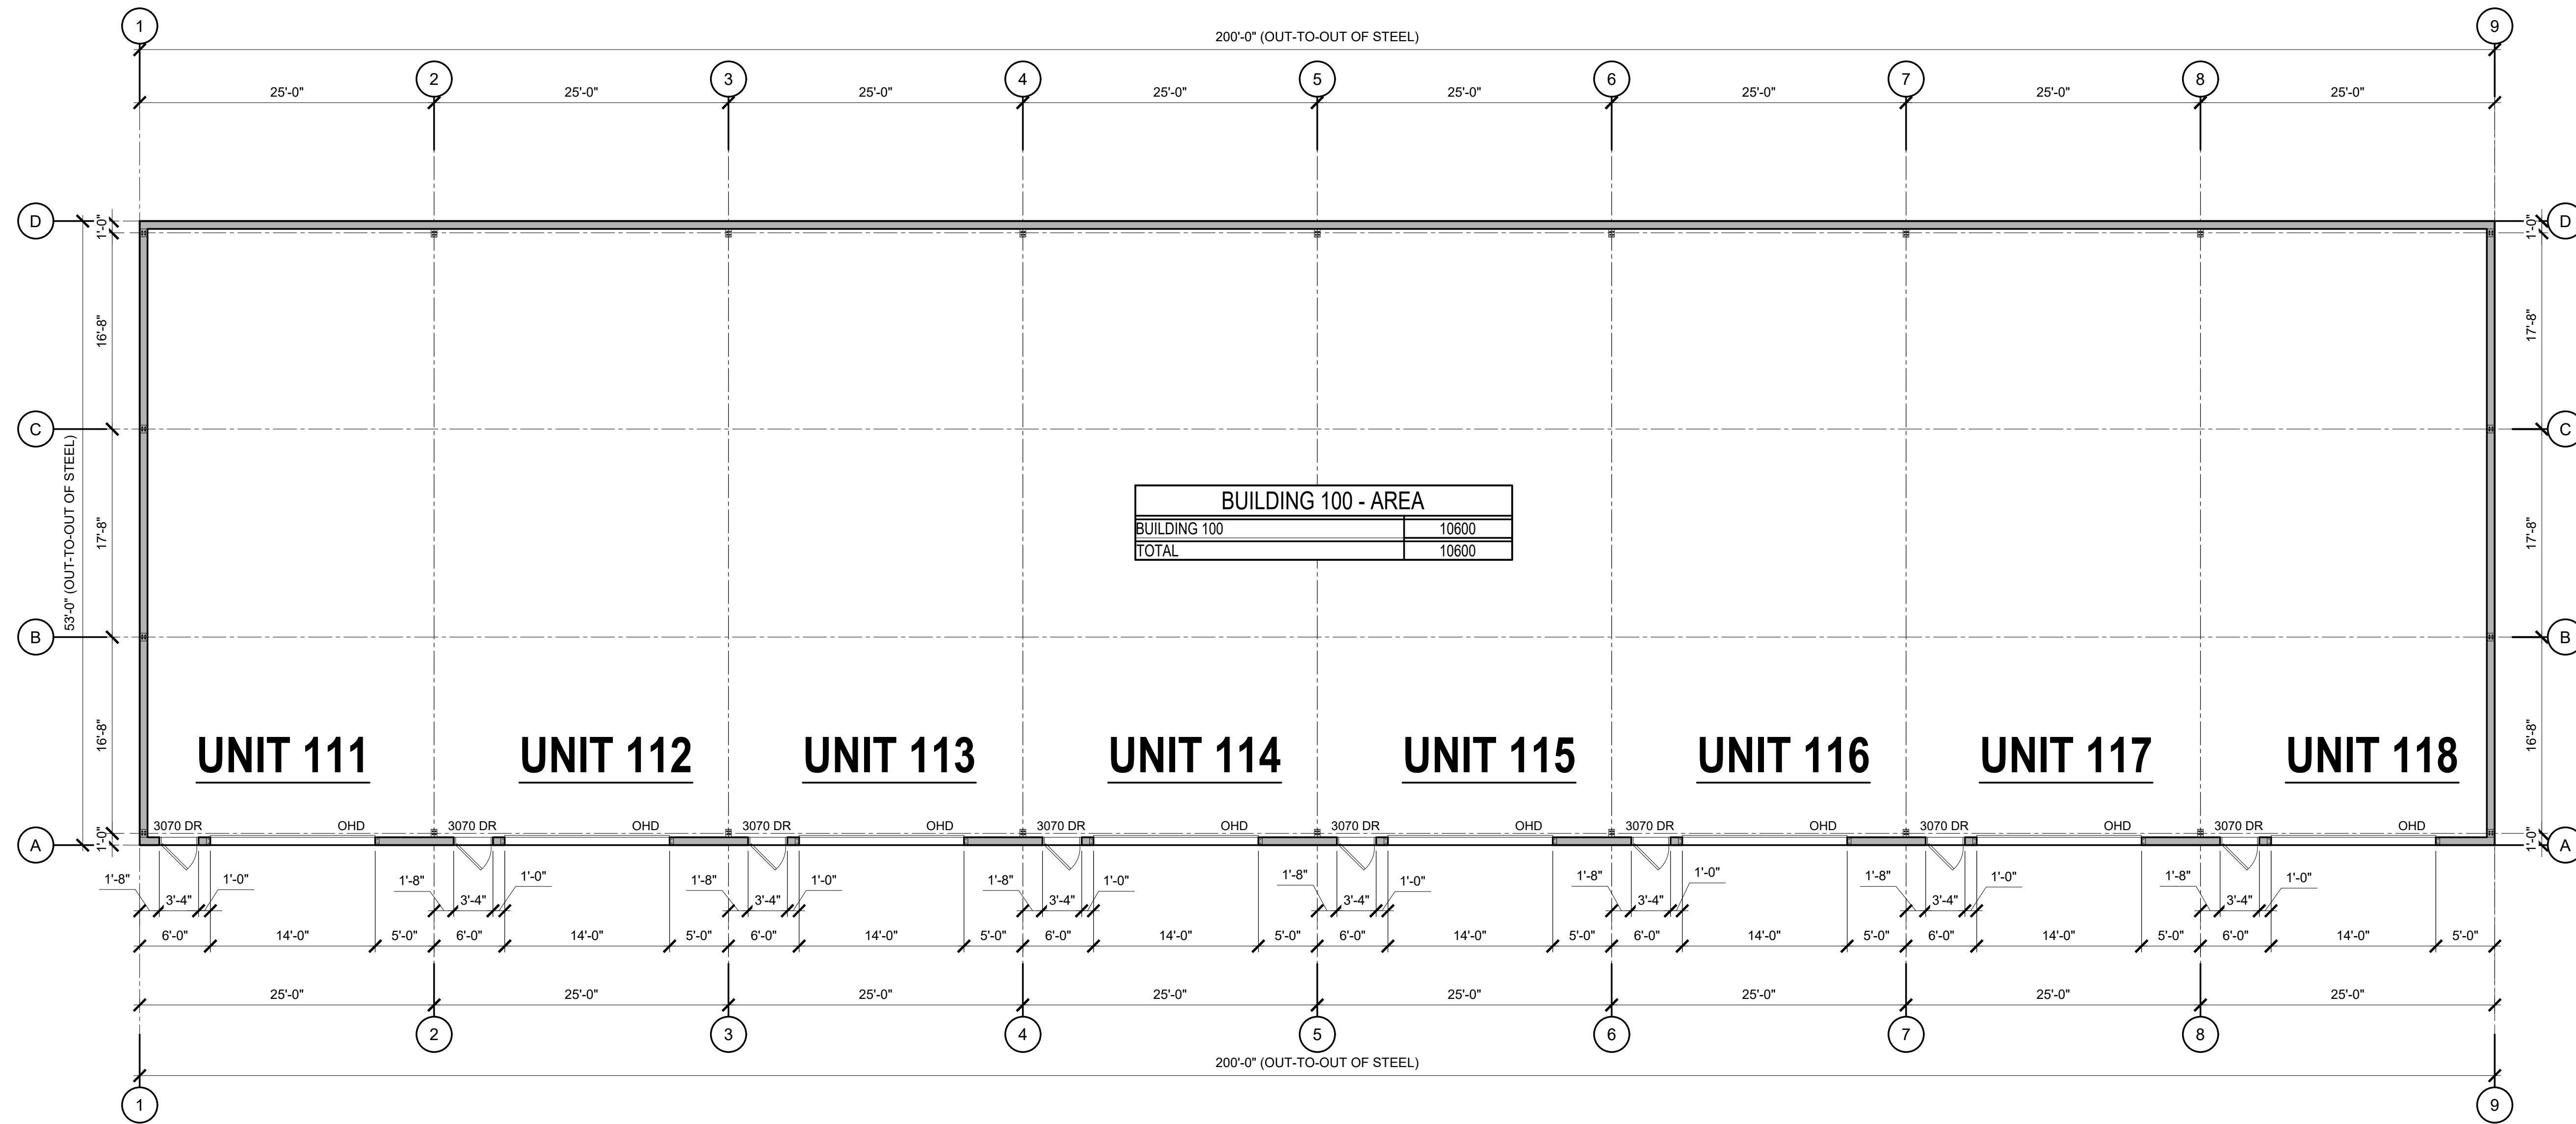 1 9
200'-0" (OUT-TO-OUT OF STEEL)
2 3 4 5 6 7 8
25'-0" 25'-0" 25'-0" 25'-0" 25'-0" 25'-0" 25'-0" 25'-0"
D 1'-0" 1'-0" D
16'-8" 17'-8"
C C
53'-0" (OUT-TO-OUT OF STEEL)
17'-8" 17'-8"
BUILDING 100 - AREA
BUILDING 100 10600
TOTAL 10600
B B
16'-8" 16'-8"
UNIT 111 UNIT 112 UNIT 113 UNIT 114 UNIT 115 UNIT 116 UNIT 117 UNIT 118
3070 DR OHD 3070 DR OHD 3070 DR OHD 3070 DR OHD 3070 DR OHD 3070 DR OHD 3070 DR OHD 3070 DR OHD
A 1'-0" 1'-0" A
1'-8" 1'-0" 1'-8" 1'-0" 1'-8" 1'-0" 1'-8" 1'-0" 1'-8" 1'-0" 1'-8" 1'-0" 1'-8" 1'-0" 1'-8" 1'-0"
3'-4" 3'-4" 3'-4" 3'-4" 3'-4" 3'-4" 3'-4" 3'-4"
6'-0" 14'-0" 5'-0" 6'-0" 14'-0" 5'-0" 6'-0" 14'-0" 5'-0" 6'-0" 14'-0" 5'-0" 6'-0" 14'-0" 5'-0" 6'-0" 14'-0" 5'-0" 6'-0" 14'-0" 5'-0" 6'-0" 14'-0" 5'-0"
25'-0" 25'-0" 25'-0" 25'-0" 25'-0" 25'-0" 25'-0" 25'-0"
2 3 4 5 6 7 8
200'-0" (OUT-TO-OUT OF STEEL)
1 9